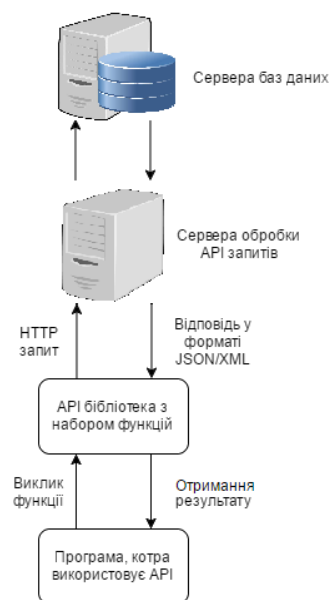 Сервера баз даних
Сервера обробки
API запитів
HTTP
запит
Відповідь у
форматі
JSON/XML
API бібліотека з
набором функцій
Виклик
функції
Отримання
результату
Програма, котра
використовує API